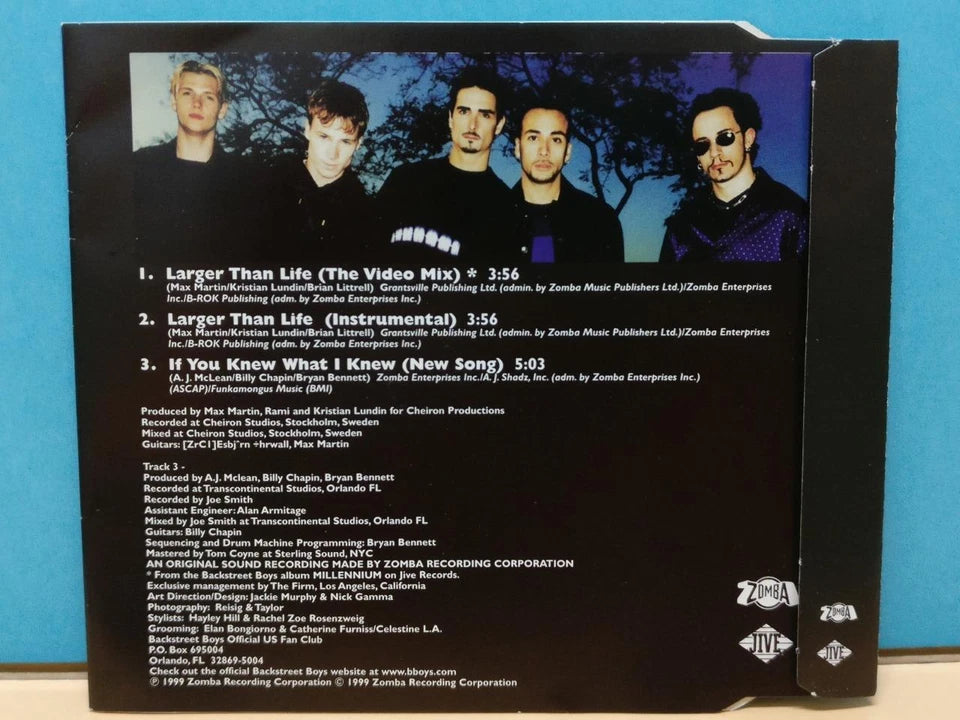 1. Larger Than Life (The Video Mix) * 3:56
(Max Martin/Kristian Lundin/Brian Littrell) Grantsville Publishing Ltd. (admin. by Zomba Music Publishers Ltd.)/Zomba Enterprises
Inc./B-ROK Publishing (adm. by Zomba Enterprises Inc.)
2. Larger Than Life (Instrumental) 3:56
(Max Martin/Kristian Lundin/Brian Littrell) Grantsville Publishing Ltd. (admin. by Zomba Music Publishers Ltd.)/Zomba Enterprises
Inc./B-ROK Publishing (adm. by Zomba Enterprises Inc.)
3. If You Knew What I Knew (New Song) 5:03
(A. J. McLean/Billy Chapin/Bryan Bennett) Zomba Enterprises Inc./A. J. Shadz, Inc. (adm. by Zomba Enterprises Inc.)
(ASCAP)/Funkamongus Music (BMI)
Produced by Max Martin, Rami and Kristian Lundin for Cheiron Productions
Recorded at Cheiron Studios, Stockholm, Sweden
Mixed at Cheiron Studios, Stockholm, Sweden
Guitars: [ZrC1]Esbjˆrn ÷hrwall, Max Martin
Track 3 -
Produced by A.J. Mclean, Billy Chapin, Bryan Bennett
Recorded at Transcontinental Studios, Orlando FL
Recorded by Joe Smith
Assistant Engineer: Alan Armitage
Mixed by Joe Smith at Transcontinental Studios, Orlando FL
Guitars: Billy Chapin
Sequencing and Drum Machine Programming: Bryan Bennett
Mastered by Tom Coyne at Sterling Sound, NYC
AN ORIGINAL SOUND RECORDING MADE BY ZOMBA RECORDING CORPORATION
* From the Backstreet Boys album MILLENNIUM on Jive Records.
Exclusive management by The Firm, Los Angeles, California
Art Direction/Design: Jackie Murphy & Nick Gamma
Photography: Reisig & Taylor
Stylists: Hayley Hill & Rachel Zoe Rosenzweig
Grooming: Elan Bongiorno & Catherine Furniss/Celestine L.A.
Backstreet Boys Official US Fan Club
P.O. Box 695004
Orlando, FL 32869-5004
Check out the official Backstreet Boys website at www.bboys.com
℗ 1999 Zomba Recording Corporation © 1999 Zomba Recording Corporation
ZOMBA
JIVE
ZOMBA
JIVE